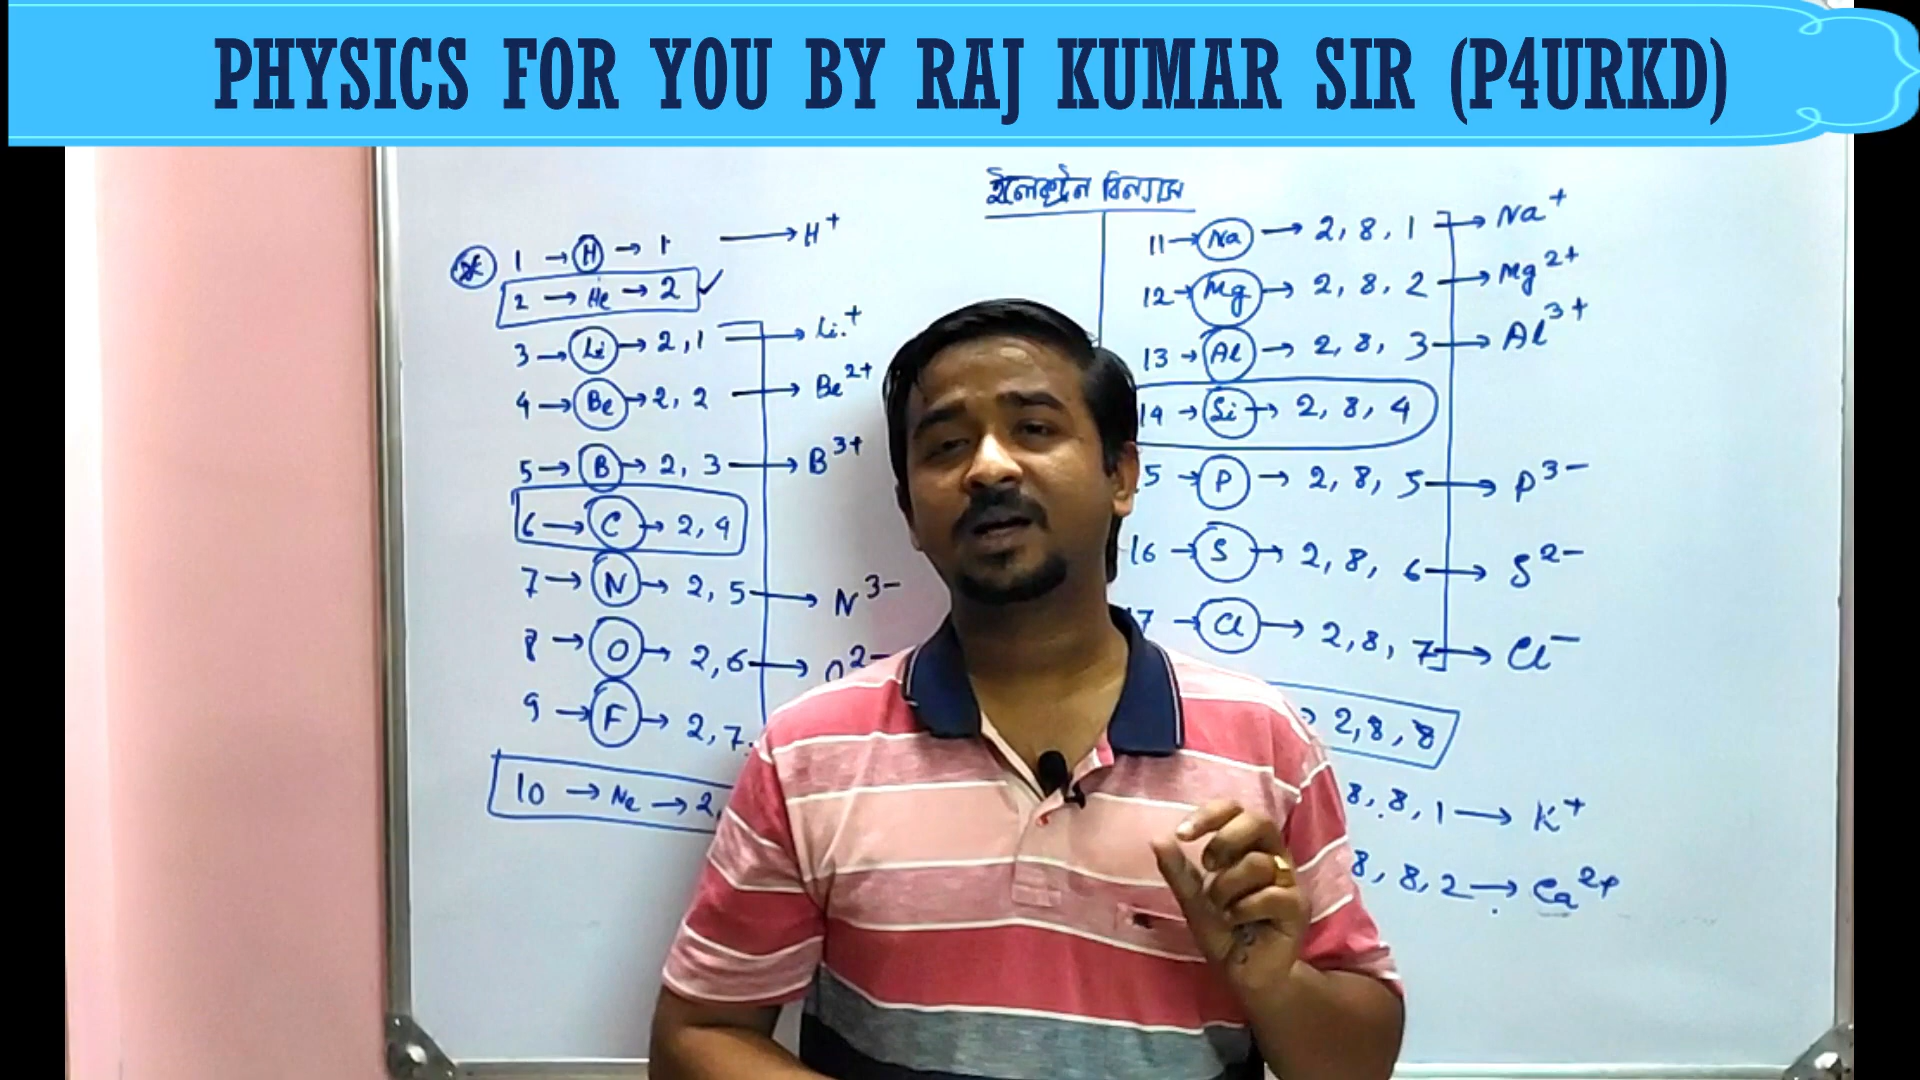 PHYSICS FOR YOU BY RAJ KUMAR SIR (P4URKD)
ইলেকট্রন বিন্যাস
1 → H → 1 → H⁺
2 → He → 2 ✓
3 → Li → 2, 1 → Li⁺
4 → Be → 2, 2 → Be²⁺
5 → B → 2, 3 → B³⁺
6 → C → 2, 4
7 → N → 2, 5 → N³⁻
8 → O → 2, 6 → O²⁻
9 → F → 2, 7
10 → Ne → 2,
11 → Na → 2, 8, 1 → Na⁺
12 → Mg → 2, 8, 2 → Mg²⁺
13 → Al → 2, 8, 3 → Al³⁺
14 → Si → 2, 8, 4
5 → P → 2, 8, 5 → P³⁻
16 → S → 2, 8, 6 → S²⁻
17 → Cl → 2, 8, 7 → Cl⁻
→ 2, 8, 8
8, 8, 1 → K⁺
8, 8, 2 → Ca²⁺